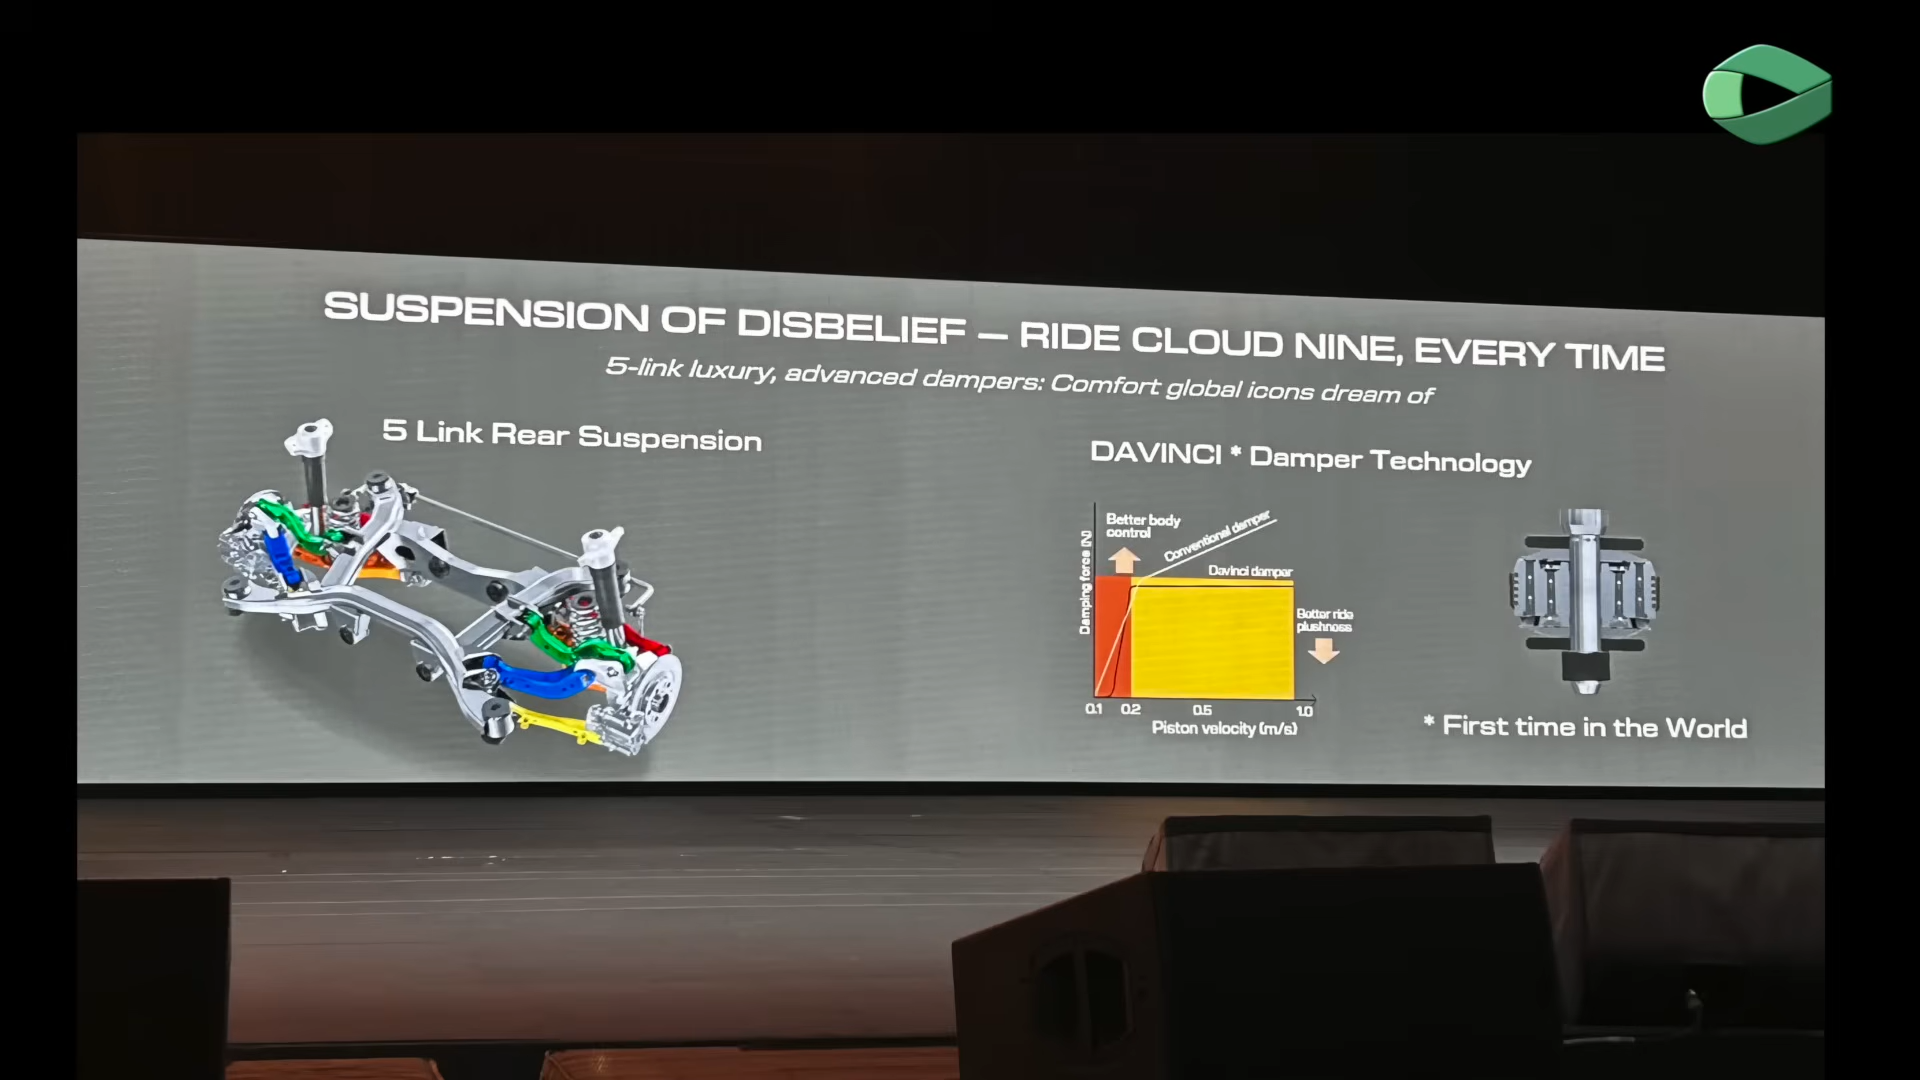 SUSPENSION OF DISBELIEF – RIDE CLOUD NINE, EVERY TIME
5-link luxury, advanced dampers: Comfort global icons dream of
5 Link Rear Suspension
DAVINCI * Damper Technology
Better body
control
Conventional damper
Davinci damper
Damping force (N)
Better ride
plushness
0.1 0.2 0.5 1.0
Piston velocity (m/s)
* First time in the World